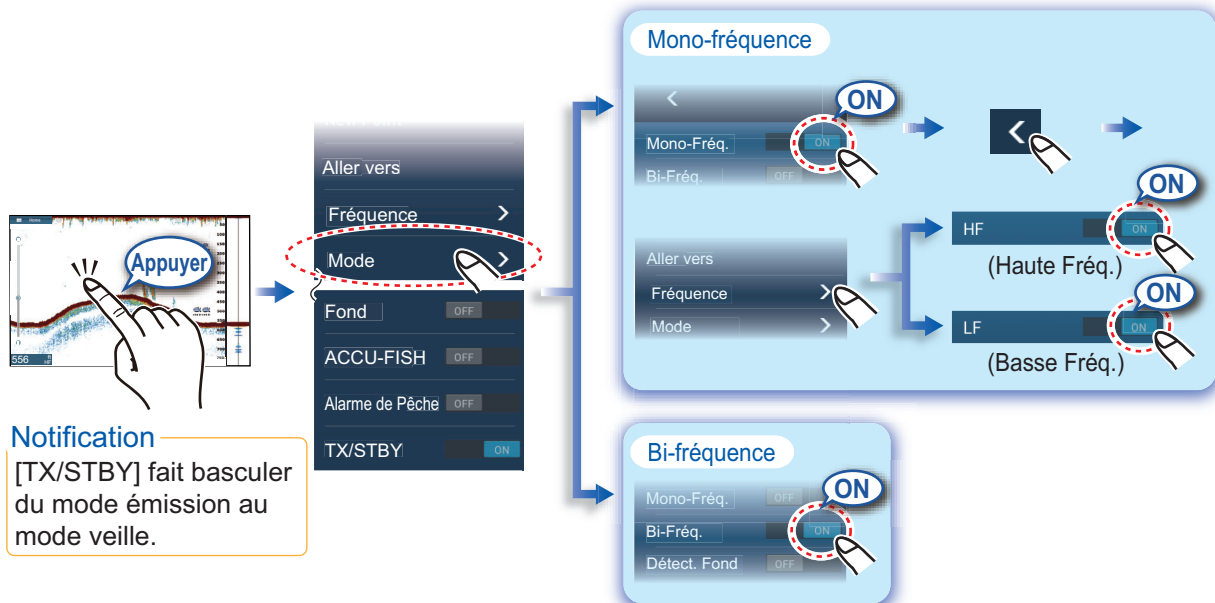 Home
Appuyer
556
HF
Notification
[TX/STBY] fait basculer
du mode émission au
mode veille.
Aller vers
Fréquence
Mode
Fond OFF
ACCU-FISH OFF
Alarme de Pêche OFF
TX/STBY ON
Mono-fréquence
ON
Mono-Fréq. ON
Bi-Fréq. OFF
Aller vers
Fréquence
Mode
ON
HF ON
(Haute Fréq.)
ON
LF ON
(Basse Fréq.)
Bi-fréquence
Mono-Fréq. OFF
ON
Bi-Fréq. ON
Détect. Fond OFF